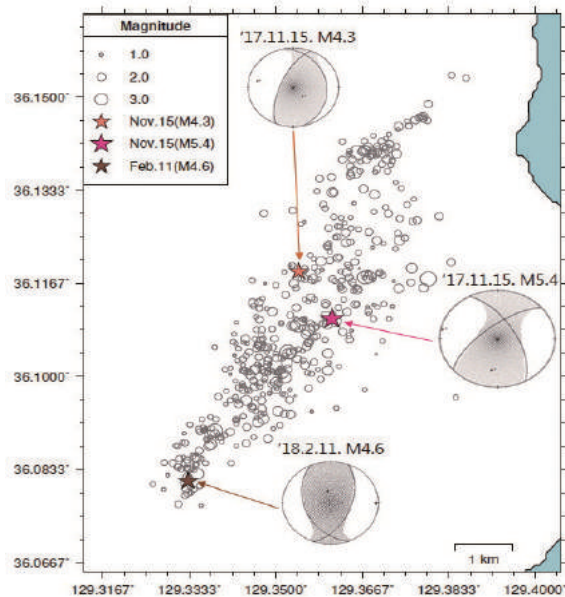 Magnitude
1.0
2.0
3.0
Nov.15(M4.3)
Nov.15(M5.4)
Feb.11(M4.6)
'17.11.15. M4.3
'17.11.15. M5.4
'18.2.11. M4.6
1 km
36.1500°
36.1333°
36.1167°
36.1000°
36.0833°
36.0667°
129.3167° 129.3333° 129.3500° 129.3667° 129.3833° 129.4000°